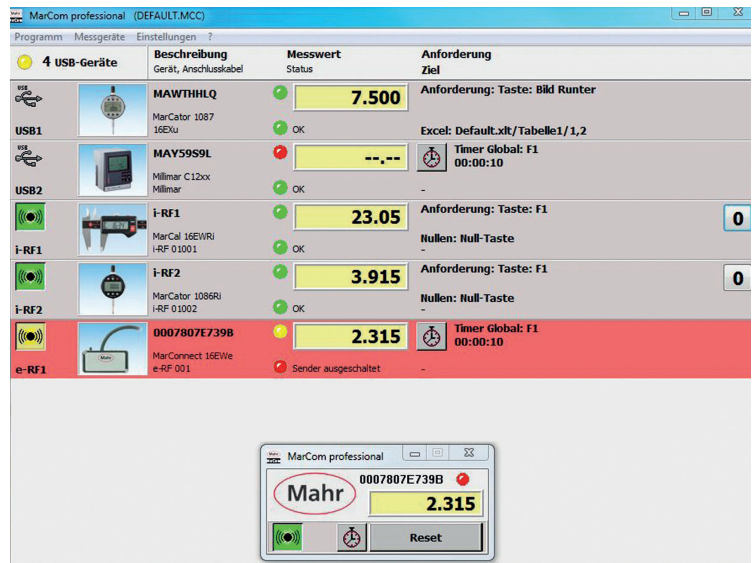 MarCom professional (DEFAULT.MCC)
Programm Messgeräte Einstellungen ?
4 USB-Geräte
Beschreibung
Gerät, Anschlusskabel
Messwert
Status
Anforderung
Ziel
USB
USB1
MAWTHHLQ
MarCator 1087
16EXu
7.500
OK
Anforderung: Taste: Bild Runter
Excel: Default.xlt/Tabelle1/1,2
USB
USB2
MAY59S9L
Millimar C12xx
Millimar
--.--
OK
Timer Global: F1
00:00:10
-
i-RF1
i-RF1
MarCal 16EWRi
i-RF 01001
23.05
OK
Anforderung: Taste: F1
Nullen: Null-Taste
-
0
i-RF2
i-RF2
MarCator 1086Ri
i-RF 01002
3.915
OK
Anforderung: Taste: F1
Nullen: Null-Taste
-
0
e-RF1
Mahr
0007807E739B
MarConnect 16EWe
e-RF 001
2.315
Sender ausgeschaltet
Timer Global: F1
00:00:10
-
MarCom professional
Mahr
0007807E739B
2.315
Reset